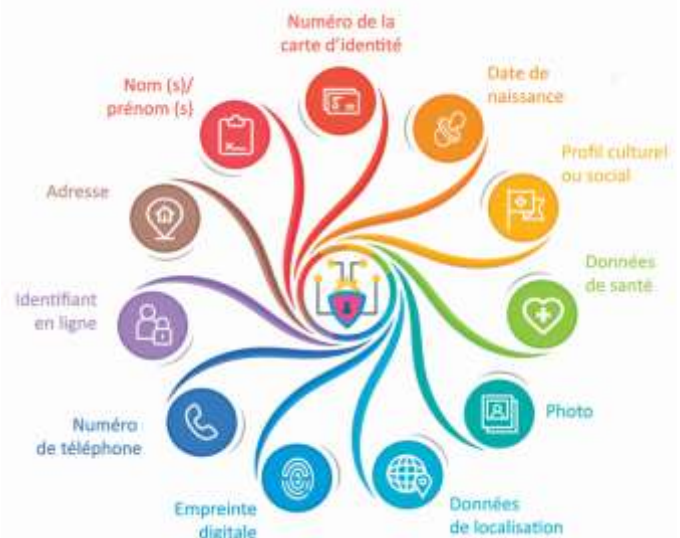 Numéro de la
carte d'identité
Date de
naissance
Profil culturel
ou social
Données
de santé
Photo
Données
de localisation
Empreinte
digitale
Numéro
de téléphone
Identifiant
en ligne
Adresse
Nom (s)/
prénom (s)